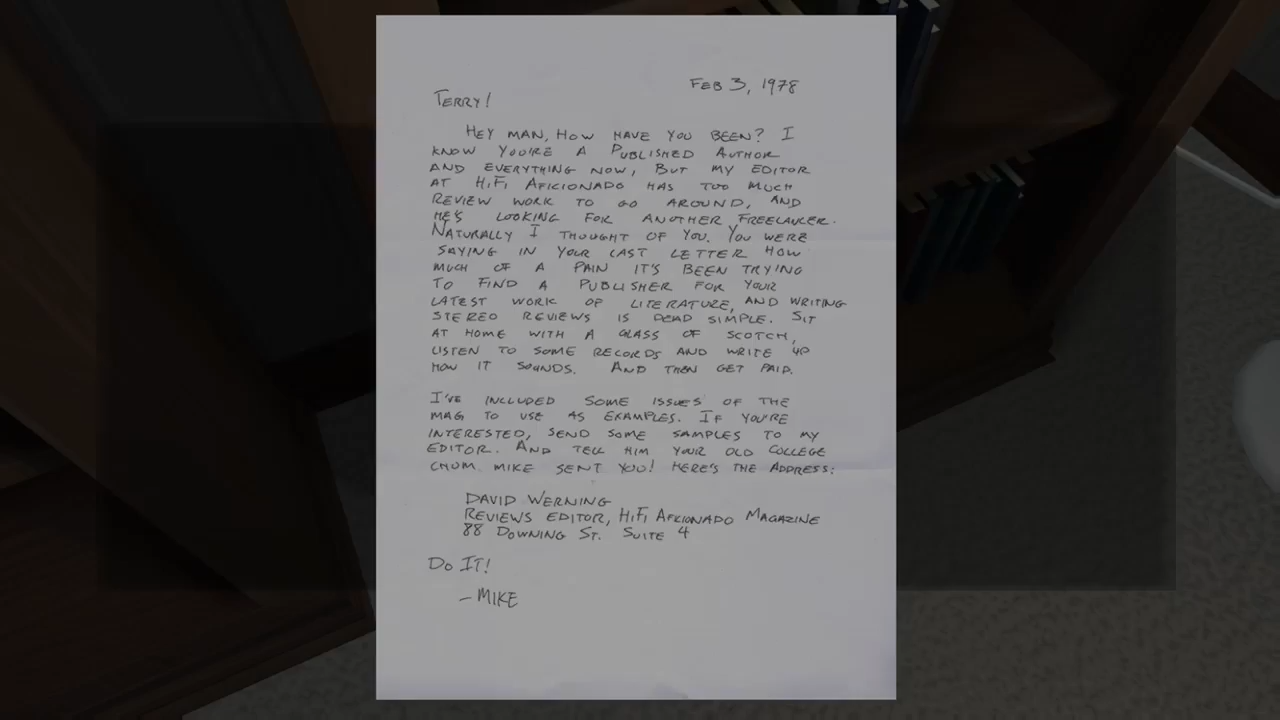 FEB 3, 1978
TERRY!
HEY MAN, HOW HAVE YOU BEEN? I
KNOW YOU'RE A PUBLISHED AUTHOR
AND EVERYTHING NOW, BUT MY EDITOR
AT HIFI AFICIONADO HAS TOO MUCH
REVIEW WORK TO GO AROUND, AND
HE'S LOOKING FOR ANOTHER FREELANCER.
NATURALLY I THOUGHT OF YOU. YOU WERE
SAYING IN YOUR LAST LETTER HOW
MUCH OF A PAIN IT'S BEEN TRYING
TO FIND A PUBLISHER FOR YOUR
LATEST WORK OF LITERATURE, AND WRITING
STEREO REVIEWS IS DEAD SIMPLE. SIT
AT HOME WITH A GLASS OF SCOTCH,
LISTEN TO SOME RECORDS AND WRITE UP
HOW IT SOUNDS. AND THEN GET PAID.
I'VE INCLUDED SOME ISSUES OF THE
MAG TO USE AS EXAMPLES. IF YOU'RE
INTERESTED, SEND SOME SAMPLES TO MY
EDITOR. AND TELL HIM YOUR OLD COLLEGE
CHUM MIKE SENT YOU! HERE'S THE ADDRESS:
DAVID WERNING
REVIEWS EDITOR, HIFI AFICIONADO MAGAZINE
88 DOWNING ST. SUITE 4
DO IT!
- MIKE